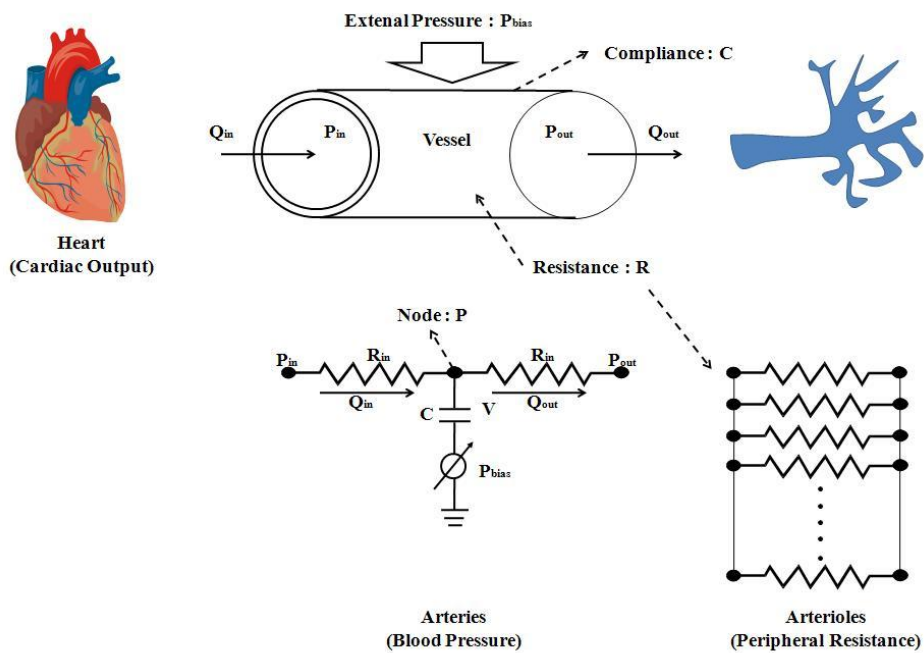 Extenal Pressure : Pbias
Compliance : C
Qin
Pin
Vessel
Pout
Qout
Heart
(Cardiac Output)
Resistance : R
Node : P
Pin
Rin
Rin
Pout
Qin
C
V
Qout
Pbias
Arteries
(Blood Pressure)
Arterioles
(Peripheral Resistance)